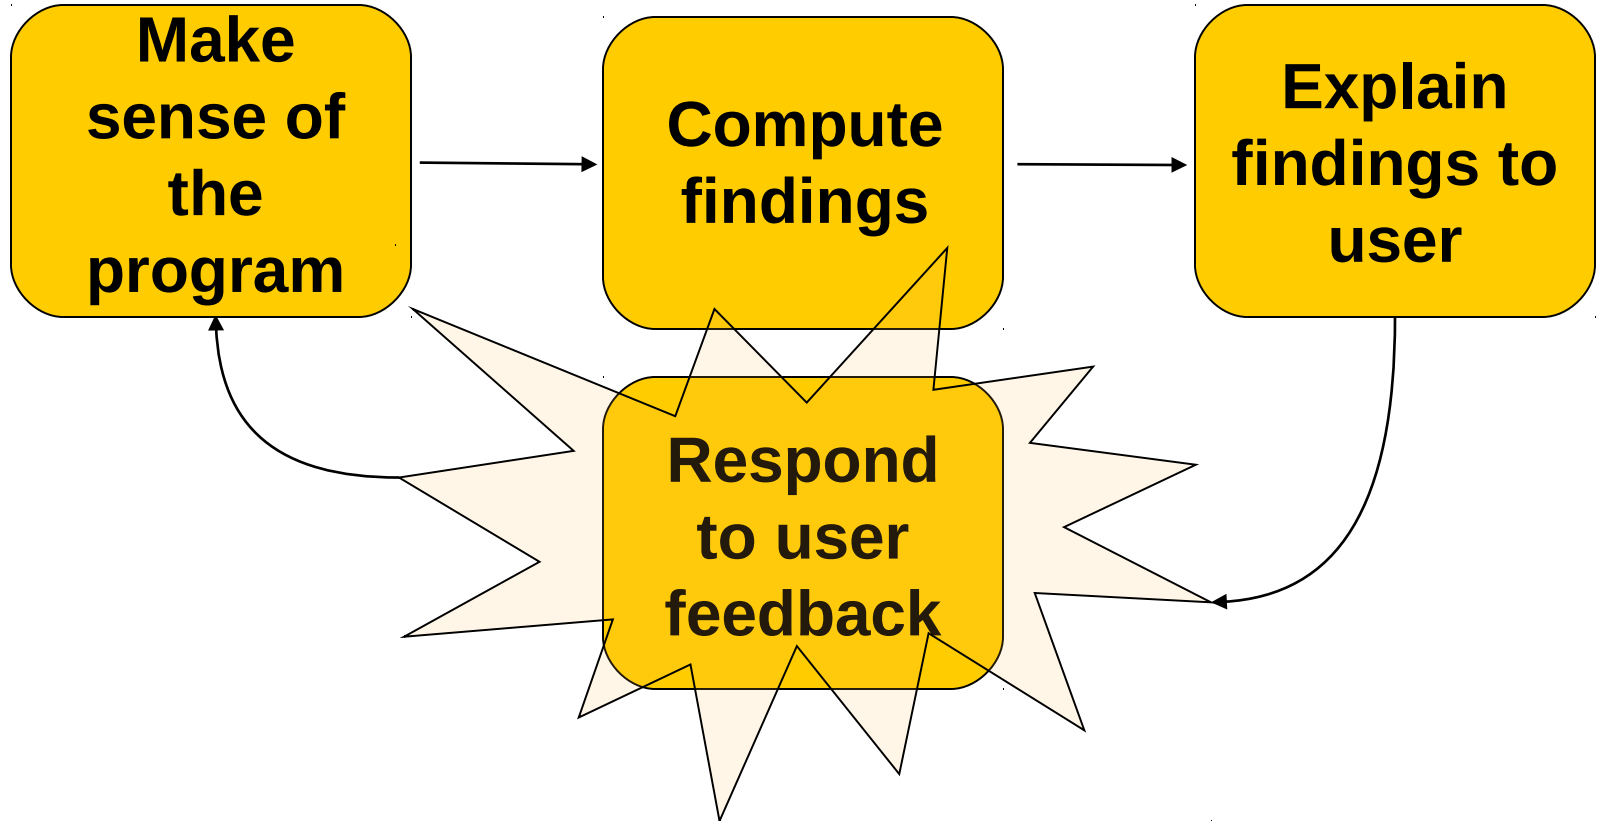 Make
sense of
the
program
Compute
findings
Explain
findings to
user
Respond
to user
feedback